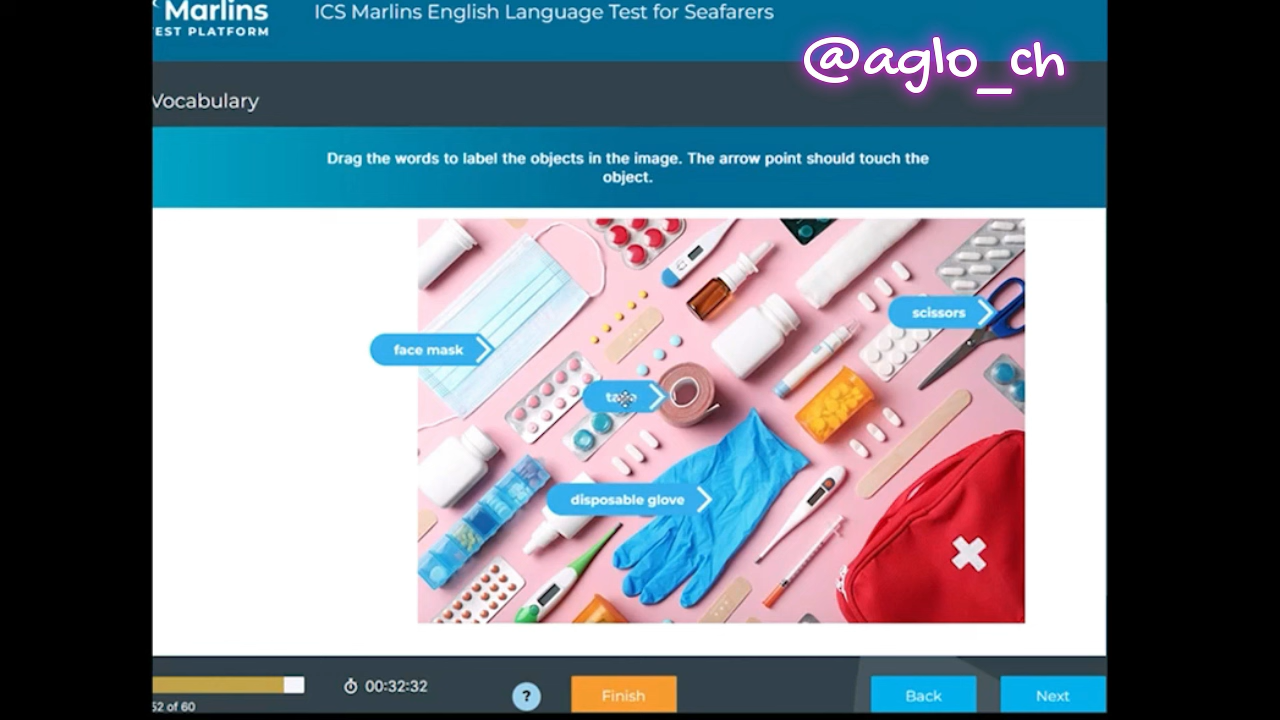 Marlins
EST PLATFORM
ICS Marlins English Language Test for Seafarers
@aglo_ch
Vocabulary
Drag the words to label the objects in the image. The arrow point should touch the
object.
scissors
face mask
disposable glove
00:32:32
?
Finish
Back
Next
52 of 60